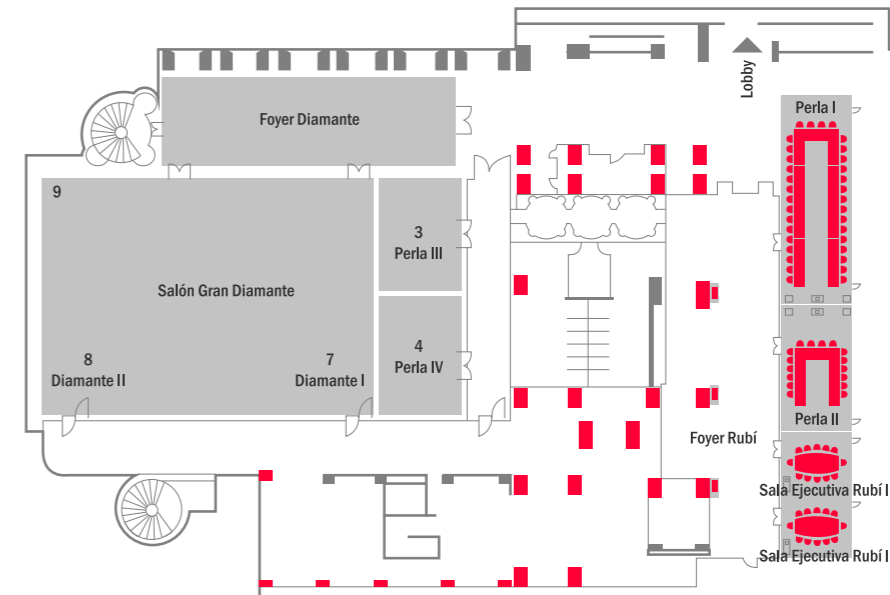 Lobby
Perla I
Foyer Diamante
9
3
Perla III
Salón Gran Diamante
8
Diamante II
7
Diamante I
4
Perla IV
Perla II
Foyer Rubí
Sala Ejecutiva Rubí I
Sala Ejecutiva Rubí I